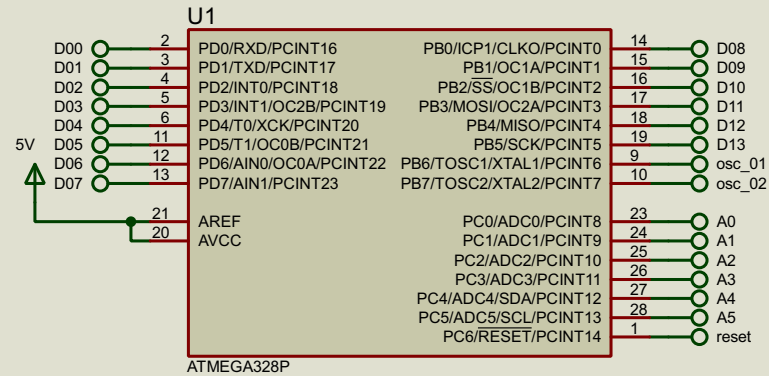 U1
D00 2 PD0/RXD/PCINT16 PB0/ICP1/CLKO/PCINT0 14 D08
D01 3 PD1/TXD/PCINT17 PB1/OC1A/PCINT1 15 D09
D02 4 PD2/INT0/PCINT18 PB2/SS/OC1B/PCINT2 16 D10
D03 5 PD3/INT1/OC2B/PCINT19 PB3/MOSI/OC2A/PCINT3 17 D11
D04 6 PD4/T0/XCK/PCINT20 PB4/MISO/PCINT4 18 D12
5V D05 11 PD5/T1/OC0B/PCINT21 PB5/SCK/PCINT5 19 D13
D06 12 PD6/AIN0/OC0A/PCINT22 PB6/TOSC1/XTAL1/PCINT6 9 osc_01
D07 13 PD7/AIN1/PCINT23 PB7/TOSC2/XTAL2/PCINT7 10 osc_02
21 AREF PC0/ADC0/PCINT8 23 A0
20 AVCC PC1/ADC1/PCINT9 24 A1
PC2/ADC2/PCINT10 25 A2
PC3/ADC3/PCINT11 26 A3
PC4/ADC4/SDA/PCINT12 27 A4
PC5/ADC5/SCL/PCINT13 28 A5
PC6/RESET/PCINT14 1 reset
ATMEGA328P